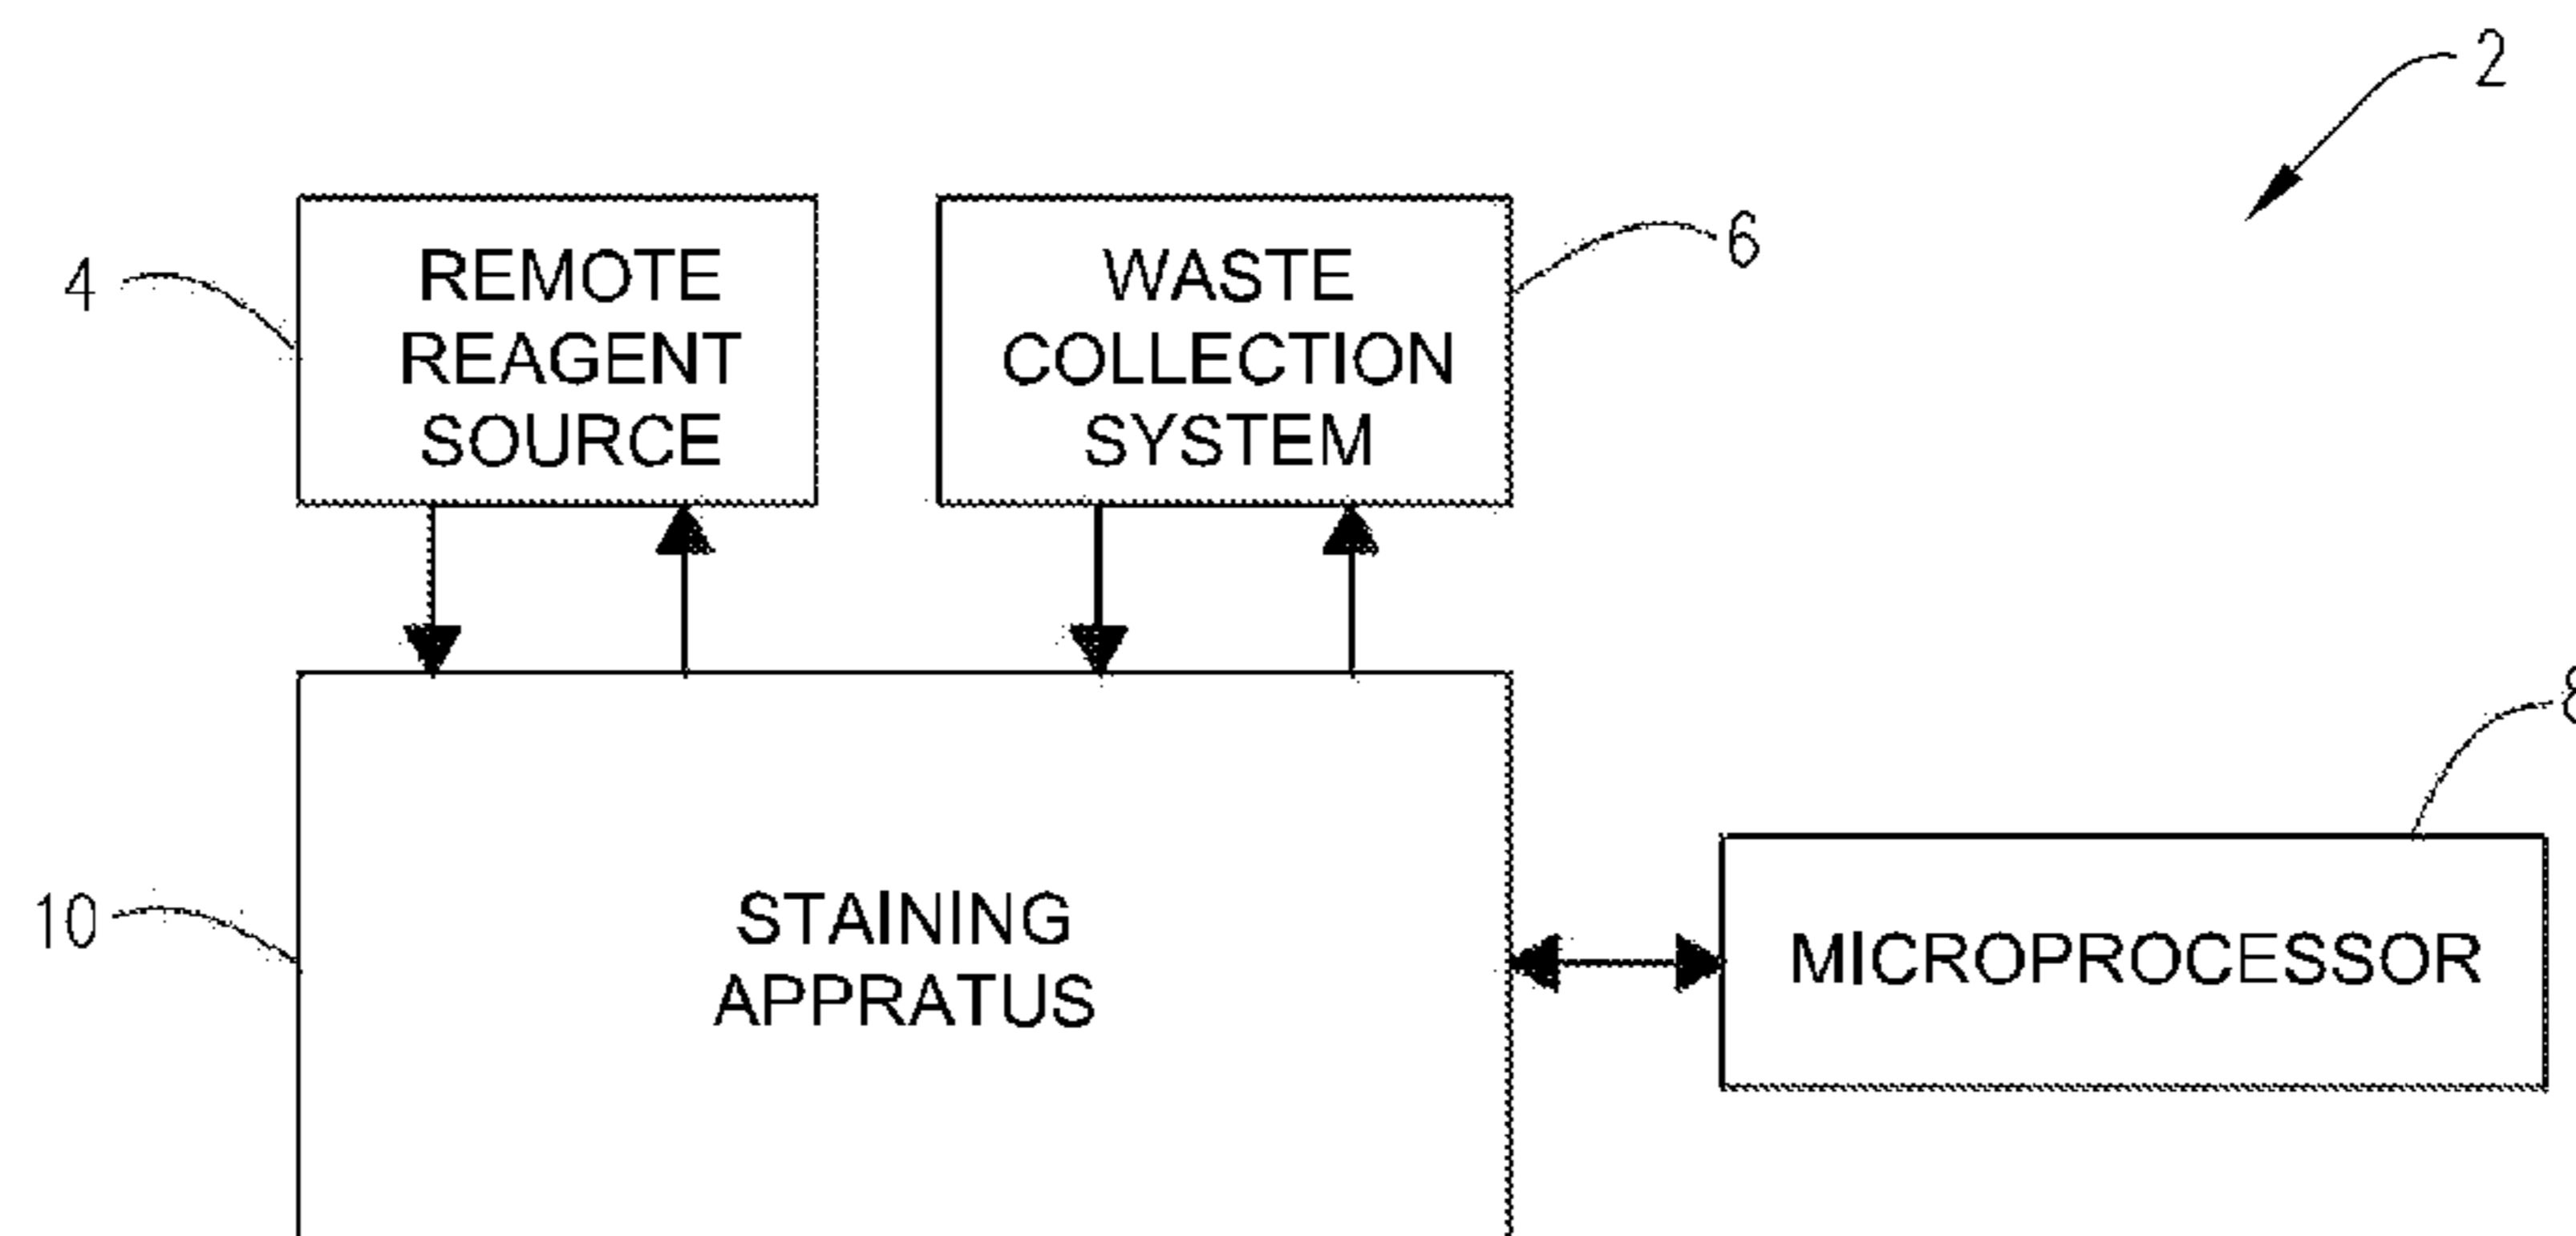 2
4
REMOTE
REAGENT
SOURCE
WASTE
COLLECTION
SYSTEM
6
8
10
STAINING
APPRATUS
MICROPROCESSOR